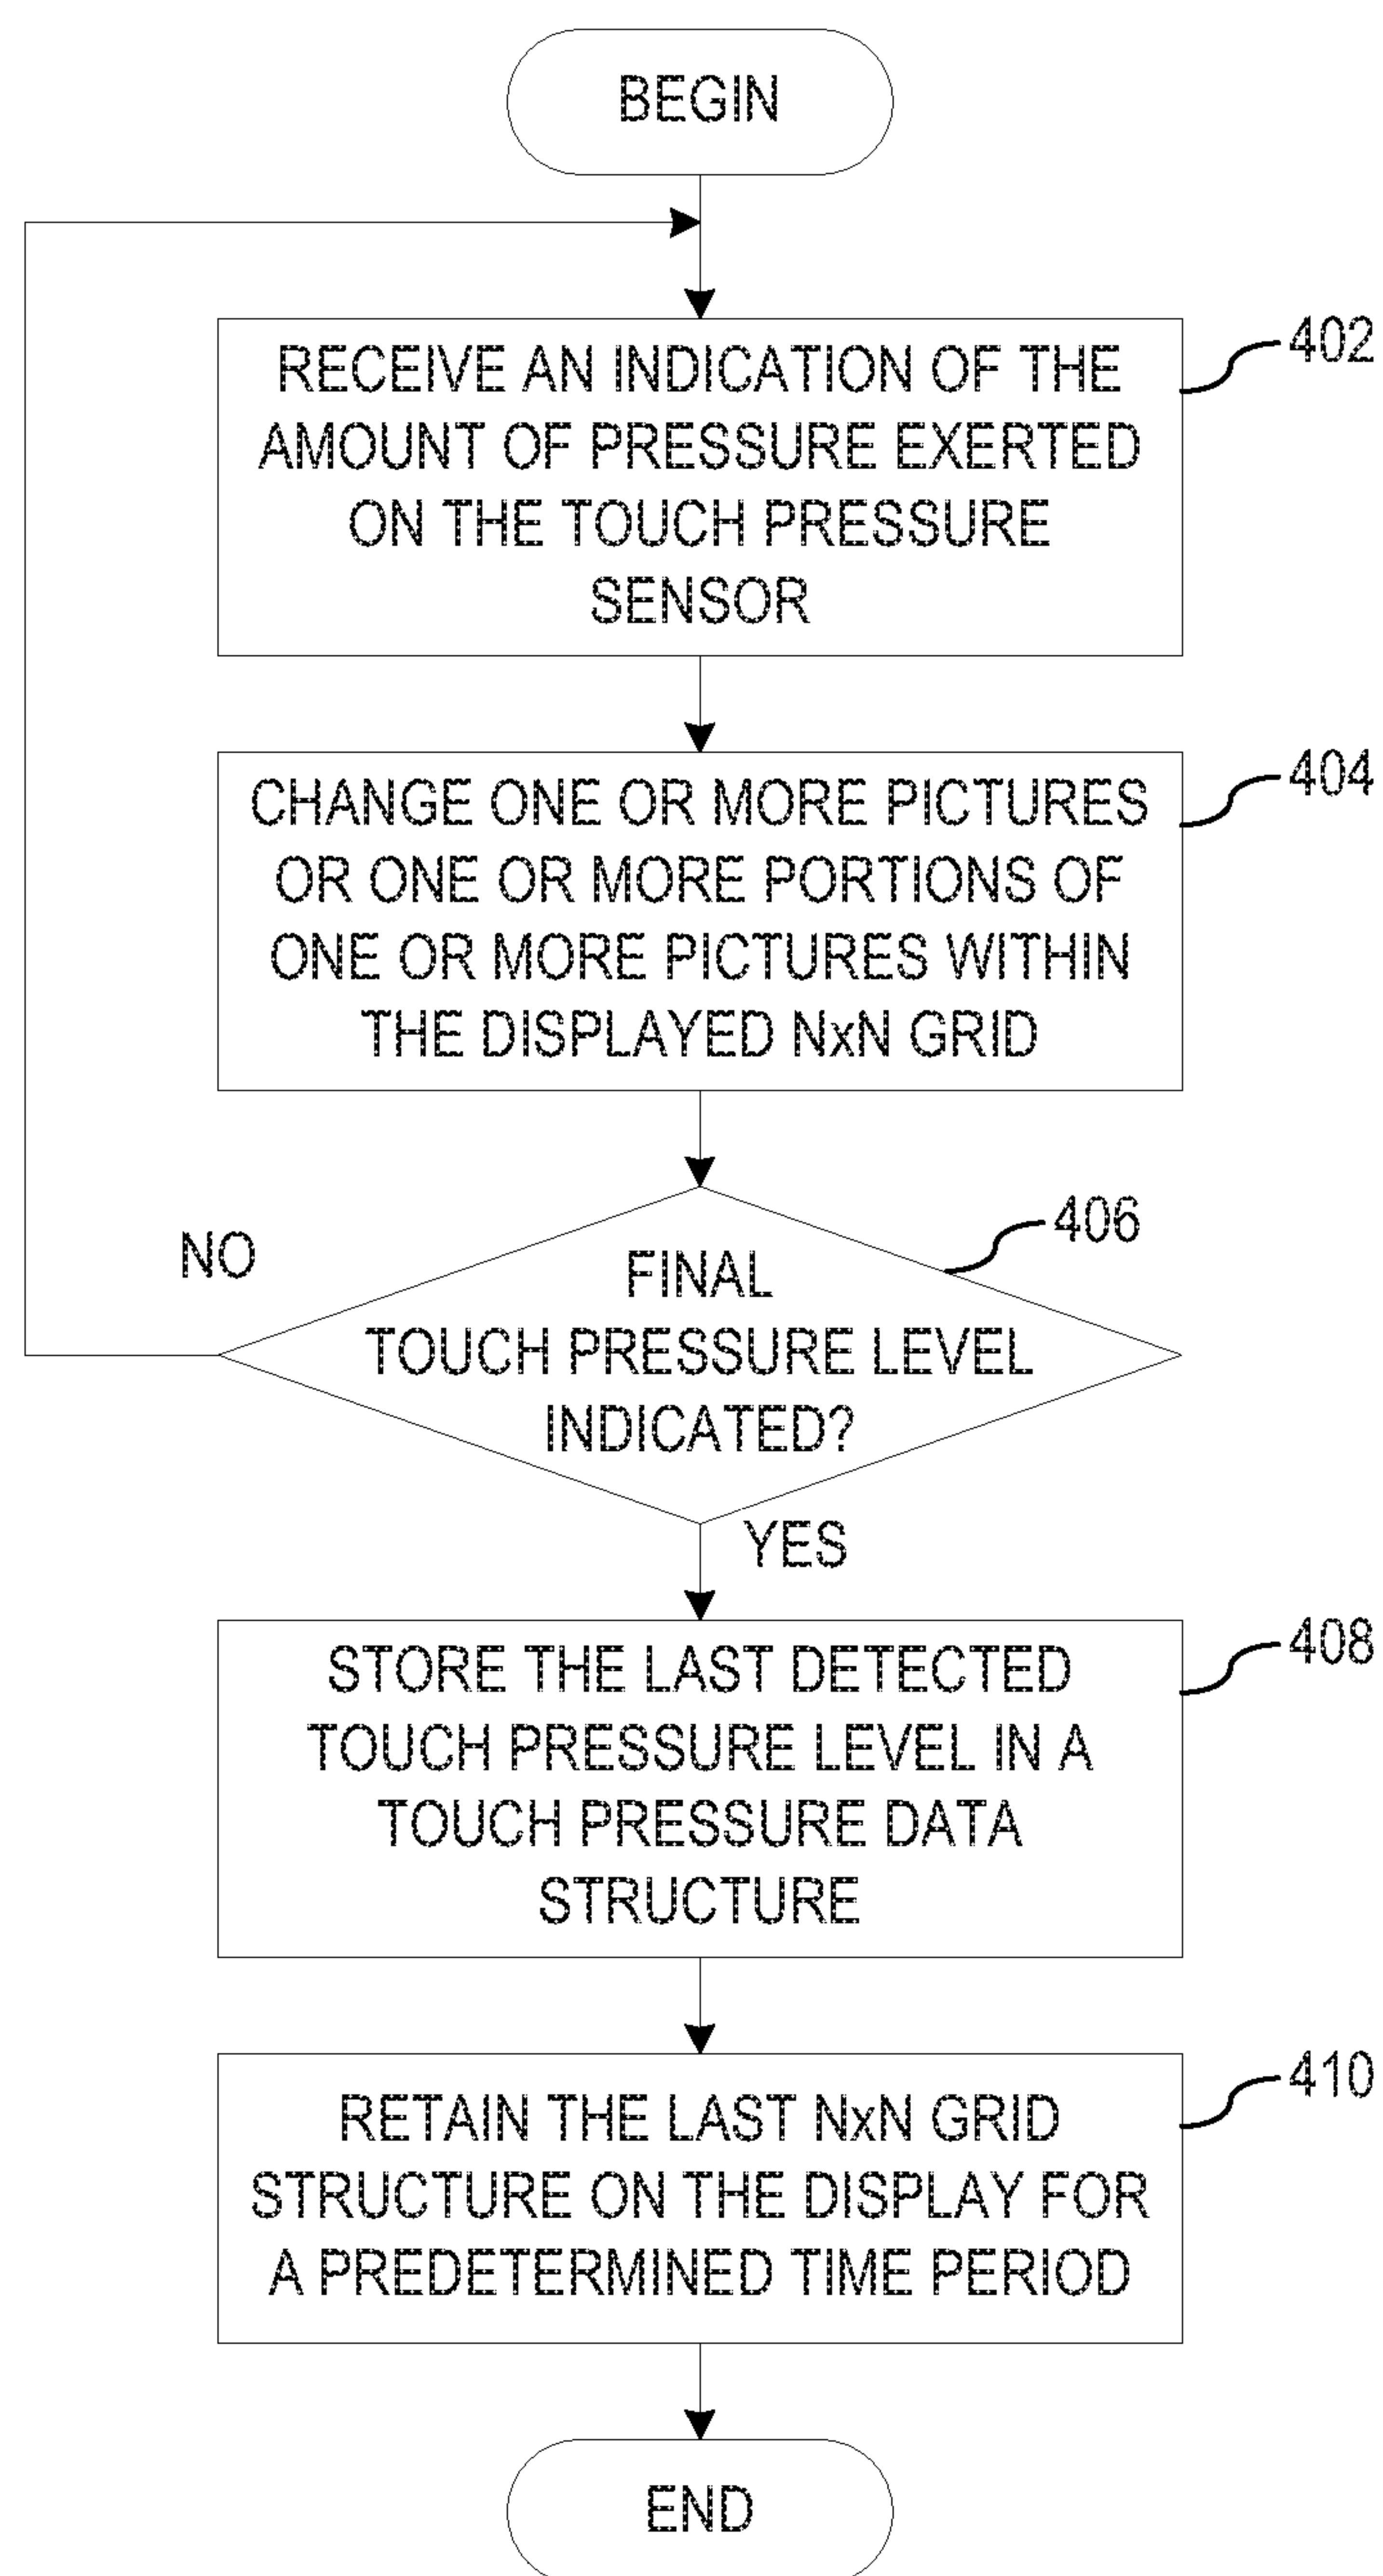 BEGIN
RECEIVE AN INDICATION OF THE
AMOUNT OF PRESSURE EXERTED
ON THE TOUCH PRESSURE
SENSOR
402
CHANGE ONE OR MORE PICTURES
OR ONE OR MORE PORTIONS OF
ONE OR MORE PICTURES WITHIN
THE DISPLAYED NxN GRID
404
NO
406
FINAL
TOUCH PRESSURE LEVEL
INDICATED?
YES
STORE THE LAST DETECTED
TOUCH PRESSURE LEVEL IN A
TOUCH PRESSURE DATA
STRUCTURE
408
RETAIN THE LAST NxN GRID
STRUCTURE ON THE DISPLAY FOR
A PREDETERMINED TIME PERIOD
410
END